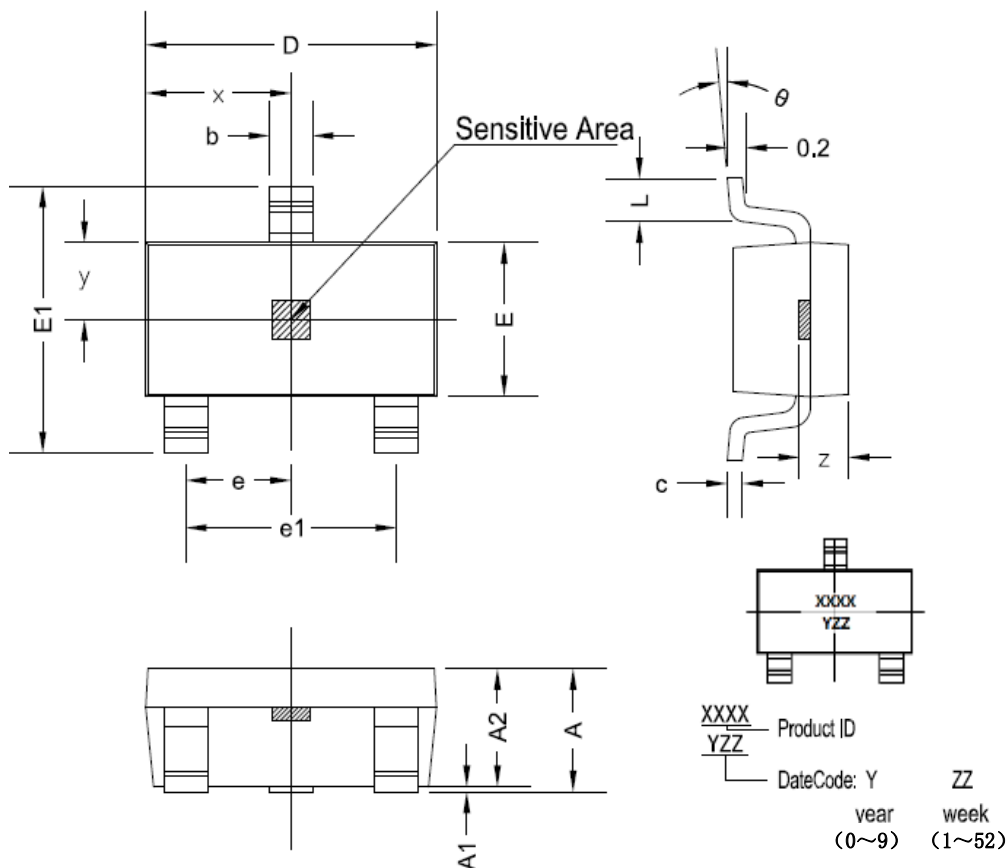 D
x
b
Sensitive Area
y
E1
E
e
e1
θ
0.2
L
c
z
A2
A
A1
XXXX
YZZ
XXXX
Product ID
YZZ
DateCode: Y ZZ
year week
(0~9) (1~52)